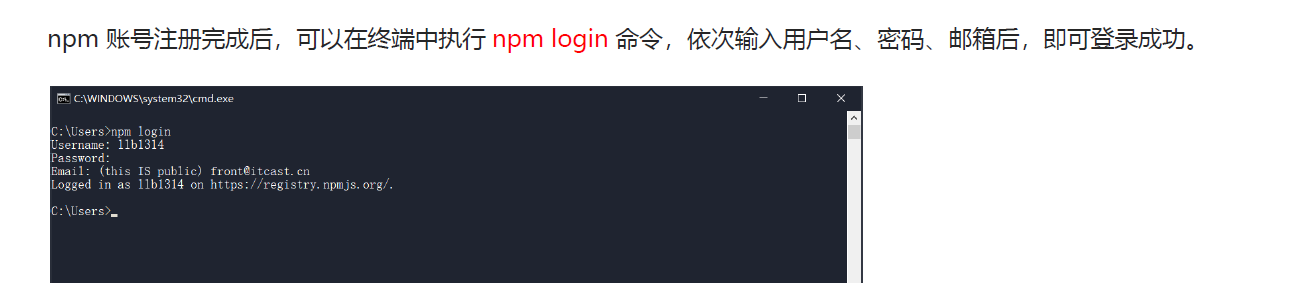 npm 账号注册完成后，可以在终端中执行 npm login 命令，依次输入用户名、密码、邮箱后，即可登录成功。
C:\WINDOWS\system32\cmd.exe
C:\Users>npm login
Username: llb1314
Password:
Email: (this IS public) front@itcast.cn
Logged in as llb1314 on https://registry.npmjs.org/.
C:\Users>